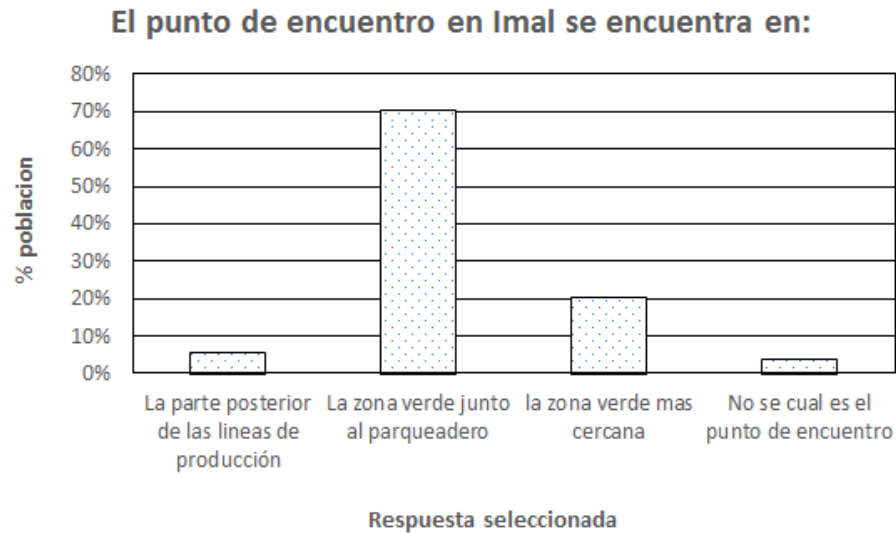 El punto de encuentro en Imal se encuentra en:
80%
70%
60%
50%
40%
30%
20%
10%
0%
% poblacion
La parte posterior
de las lineas de
producción
La zona verde junto
al parqueadero
la zona verde mas
cercana
No se cual es el
punto de encuentro
Respuesta seleccionada